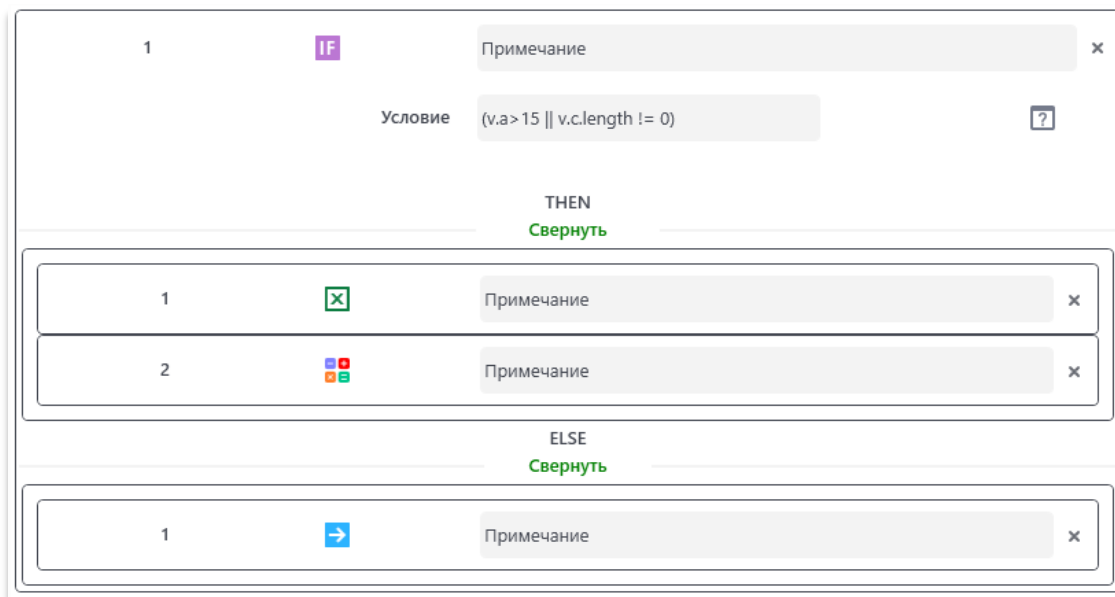 1 IF Примечание ×
Условие (v.a>15 || v.c.length != 0) ?
THEN
Свернуть
1 Примечание ×
2 Примечание ×
ELSE
Свернуть
1 Примечание ×